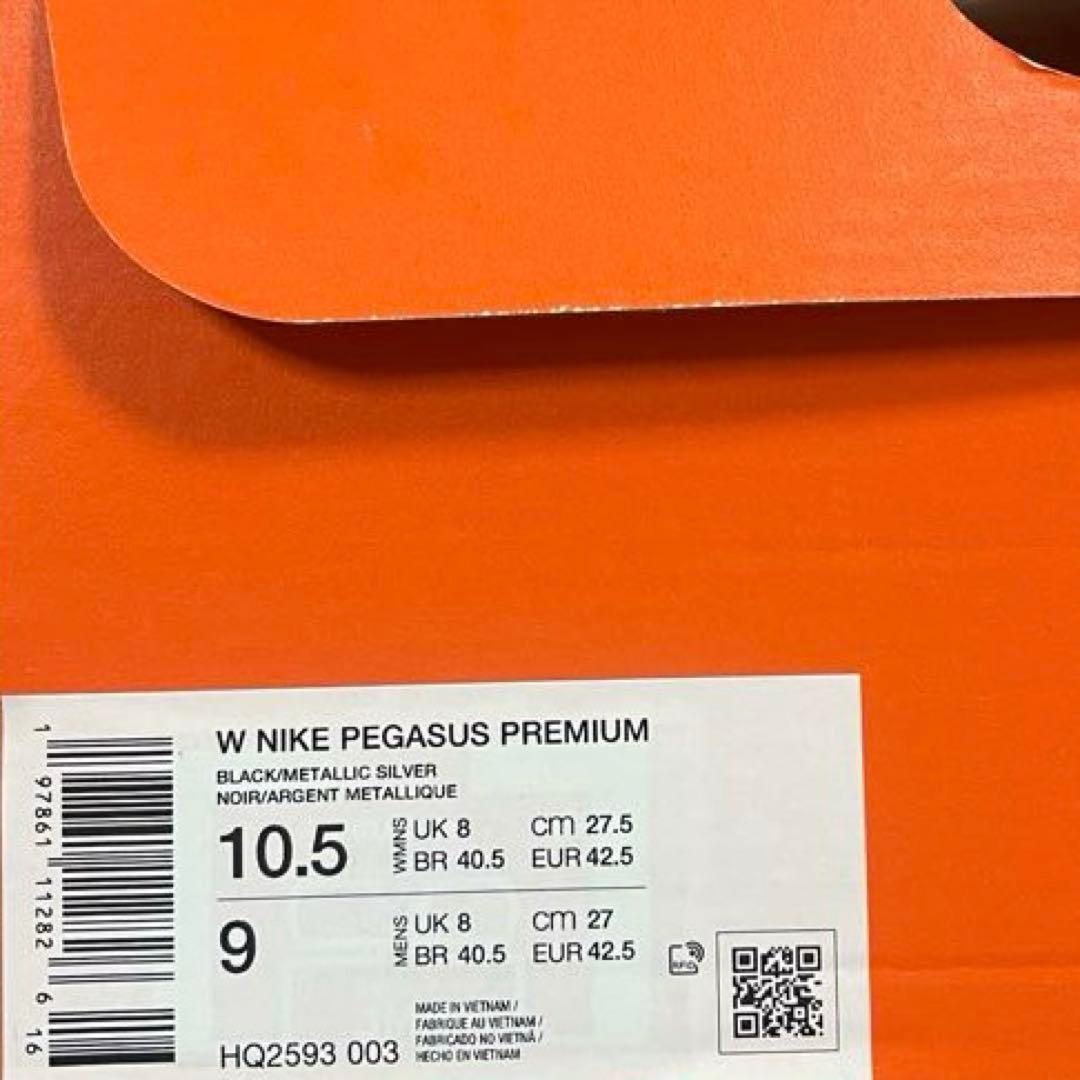 W NIKE PEGASUS PREMIUM
BLACK/METALLIC SILVER
NOIR/ARGENT METALLIQUE
10.5 WMNS UK 8 cm 27.5
BR 40.5 EUR 42.5
9 MENS UK 8 cm 27
BR 40.5 EUR 42.5
RFID
MADE IN VIETNAM /
FABRIQUE AU VIETNAM /
FABRICADO NO VIETNÃ /
HECHO EN VIETNAM
HQ2593 003
1 97861 11282 6 16